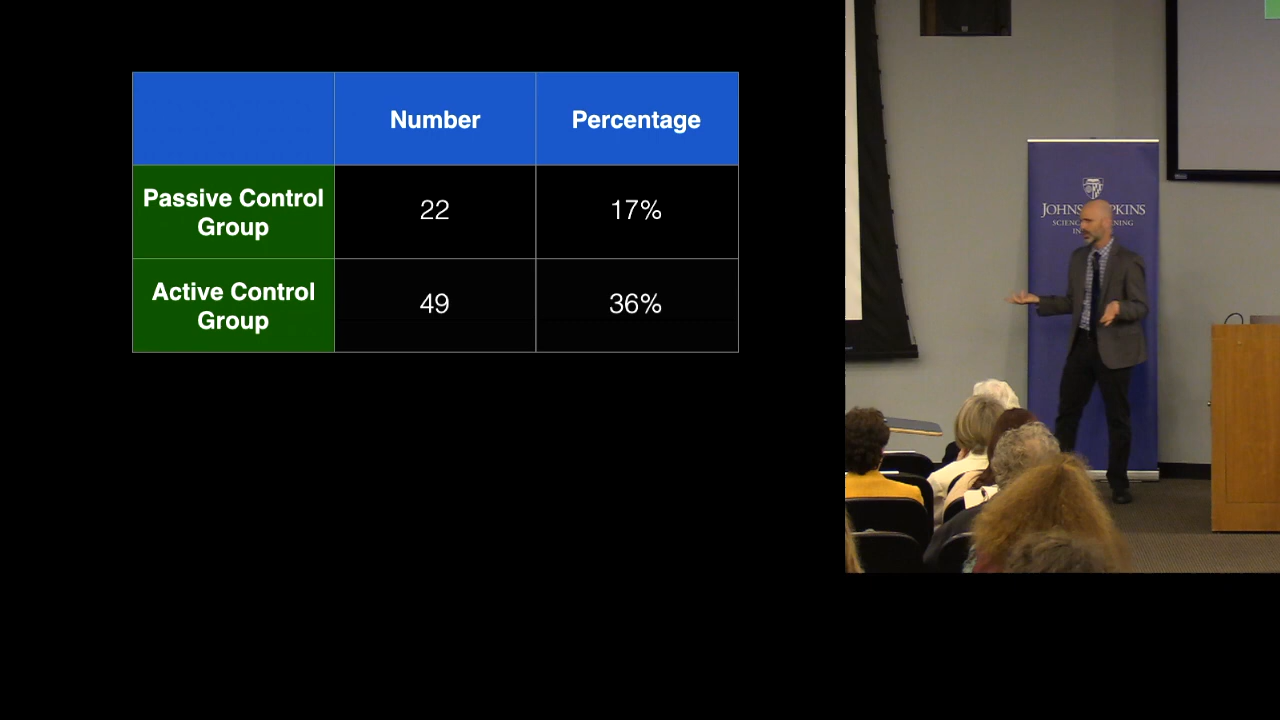 Number Percentage
Passive Control
Group
22 17%
Active Control
Group
49 36%
JOHNS HOPKINS